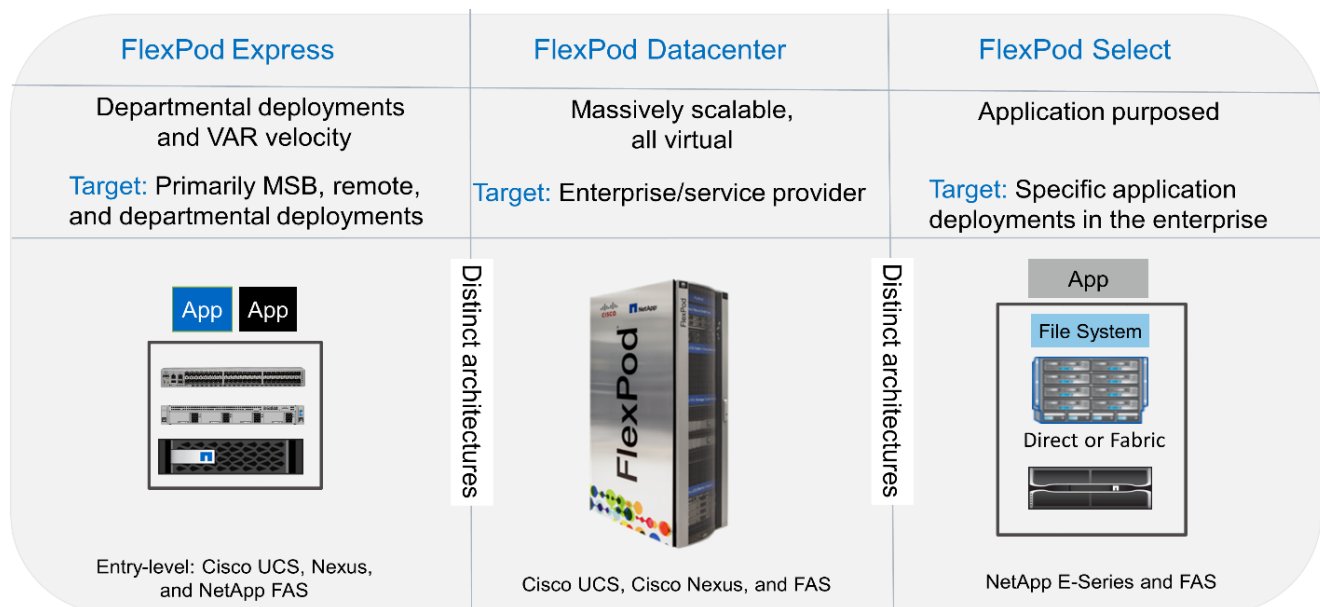 FlexPod Express
FlexPod Datacenter
FlexPod Select
Departmental deployments
and VAR velocity
Massively scalable,
all virtual
Application purposed
Target: Primarily MSB, remote,
and departmental deployments
Target: Enterprise/service provider
Target: Specific application
deployments in the enterprise
App
App
Distinct architectures
CISCO
NetApp
FlexPod
FlexPod
Distinct architectures
App
File System
Direct or Fabric
Entry-level: Cisco UCS, Nexus,
and NetApp FAS
Cisco UCS, Cisco Nexus, and FAS
NetApp E-Series and FAS